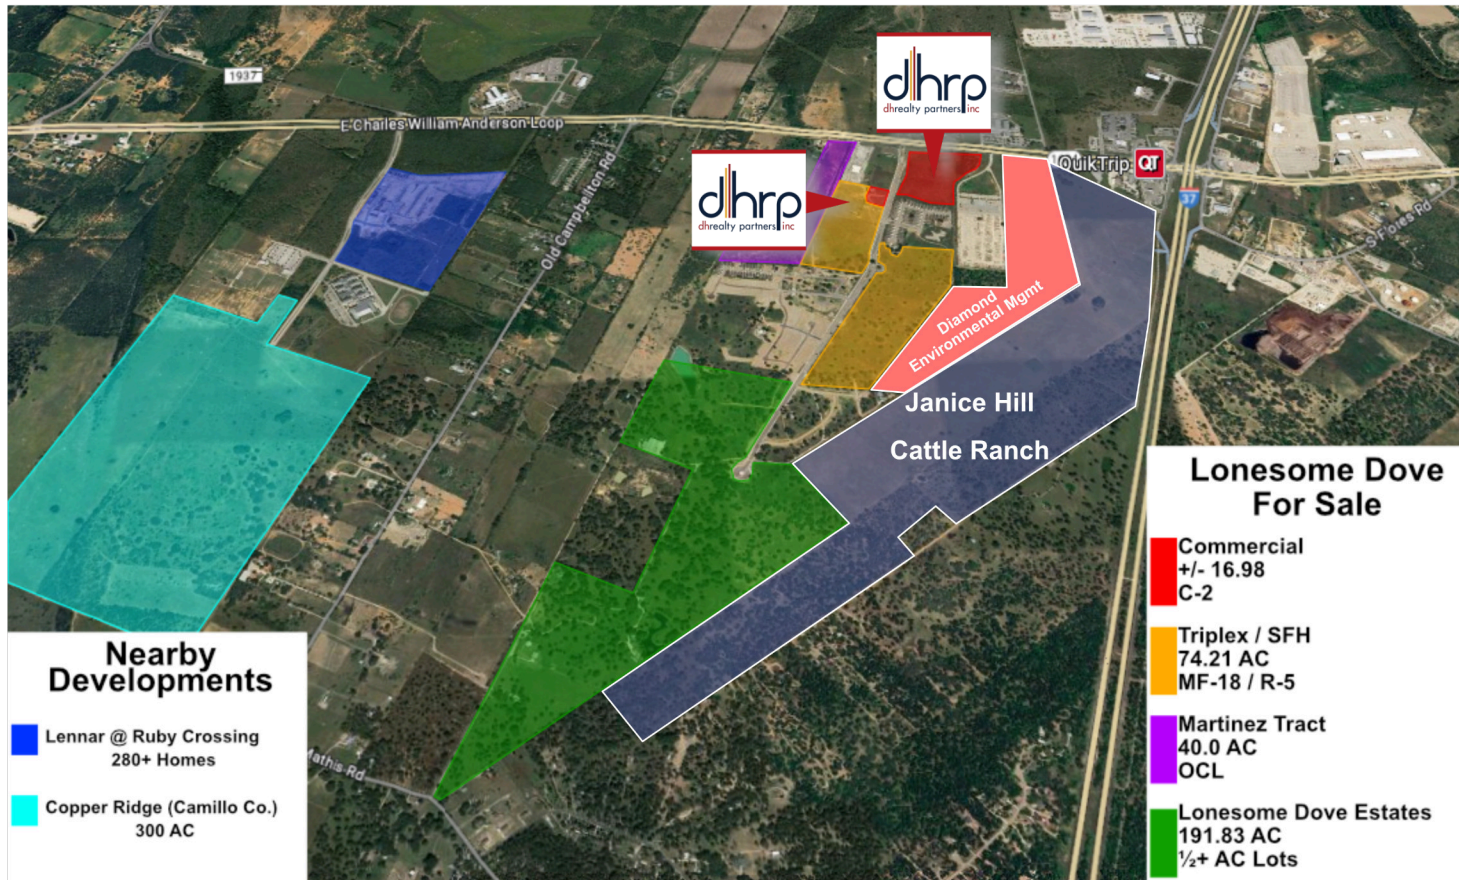 1937
E Charles William Anderson Loop
Old Campbellton Rd
dhrp
dhrealty partners inc
dhrp
dhrealty partners inc
QuikTrip
QT
37
S Flores Rd
Diamond
Environmental Mgmt
Janice Hill
Cattle Ranch
Mathis Rd
Nearby
Developments
Lennar @ Ruby Crossing
280+ Homes
Copper Ridge (Camillo Co.)
300 AC
Lonesome Dove
For Sale
Commercial
+/- 16.98
C-2
Triplex / SFH
74.21 AC
MF-18 / R-5
Martinez Tract
40.0 AC
OCL
Lonesome Dove Estates
191.83 AC
½+ AC Lots